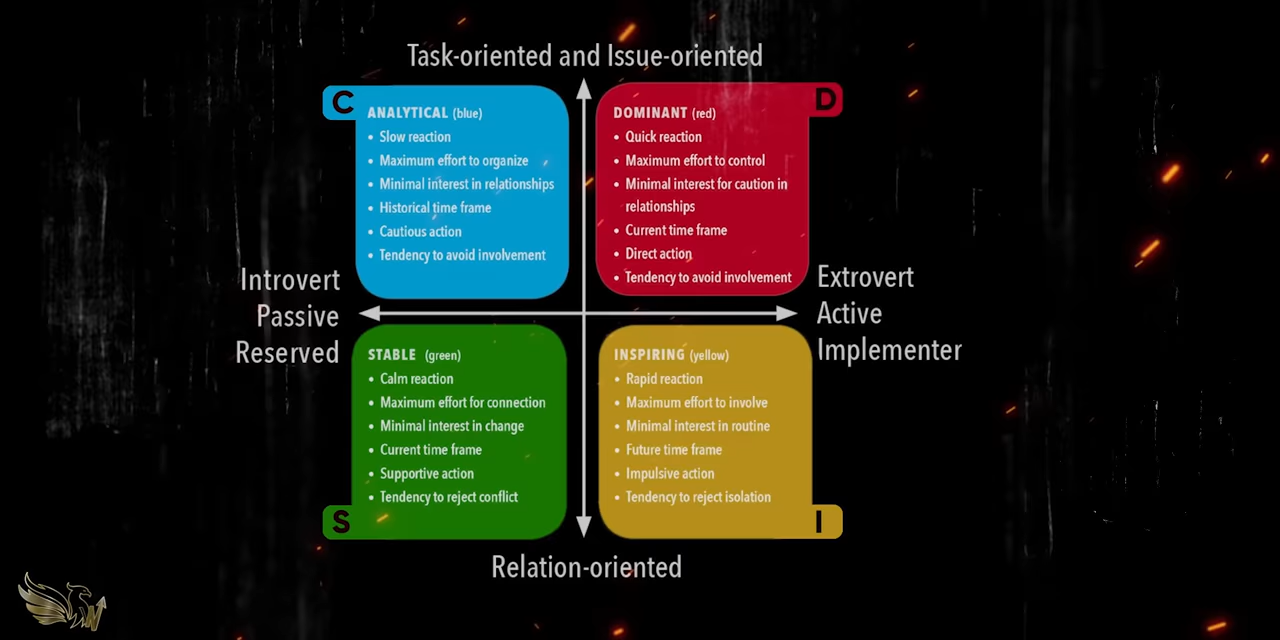 Task-oriented and Issue-oriented
C
ANALYTICAL (blue)
• Slow reaction
• Maximum effort to organize
• Minimal interest in relationships
• Historical time frame
• Cautious action
• Tendency to avoid involvement
D
DOMINANT (red)
• Quick reaction
• Maximum effort to control
• Minimal interest for caution in
relationships
• Current time frame
• Direct action
• Tendency to avoid involvement
Introvert
Passive
Reserved
Extrovert
Active
Implementer
STABLE (green)
• Calm reaction
• Maximum effort for connection
• Minimal interest in change
• Current time frame
• Supportive action
• Tendency to reject conflict
S
INSPIRING (yellow)
• Rapid reaction
• Maximum effort to involve
• Minimal interest in routine
• Future time frame
• Impulsive action
• Tendency to reject isolation
I
Relation-oriented